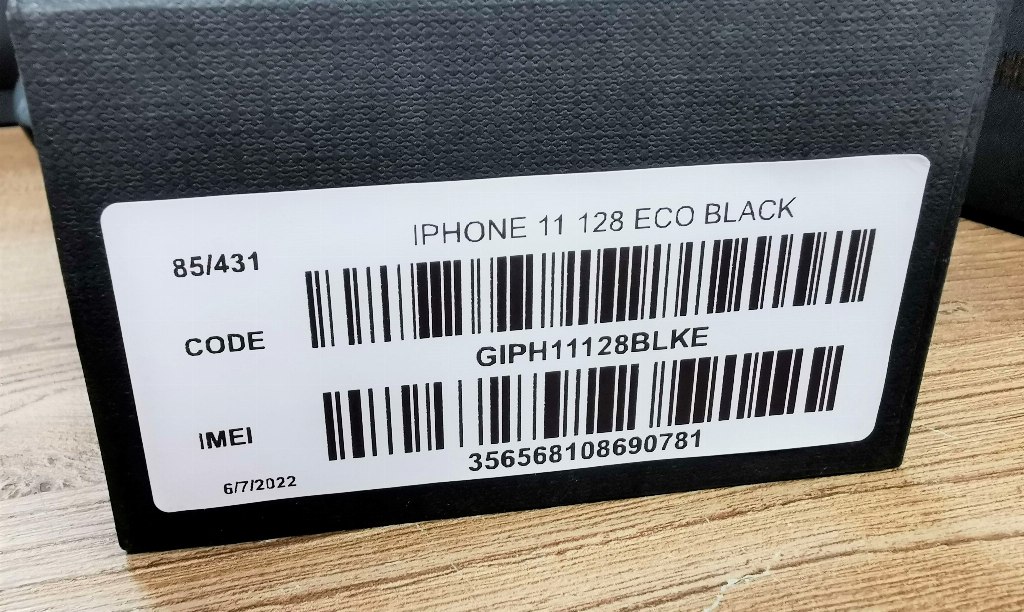 IPHONE 11 128 ECO BLACK
85/431
CODE
GIPH11128BLKE
IMEI
356568108690781
6/7/2022